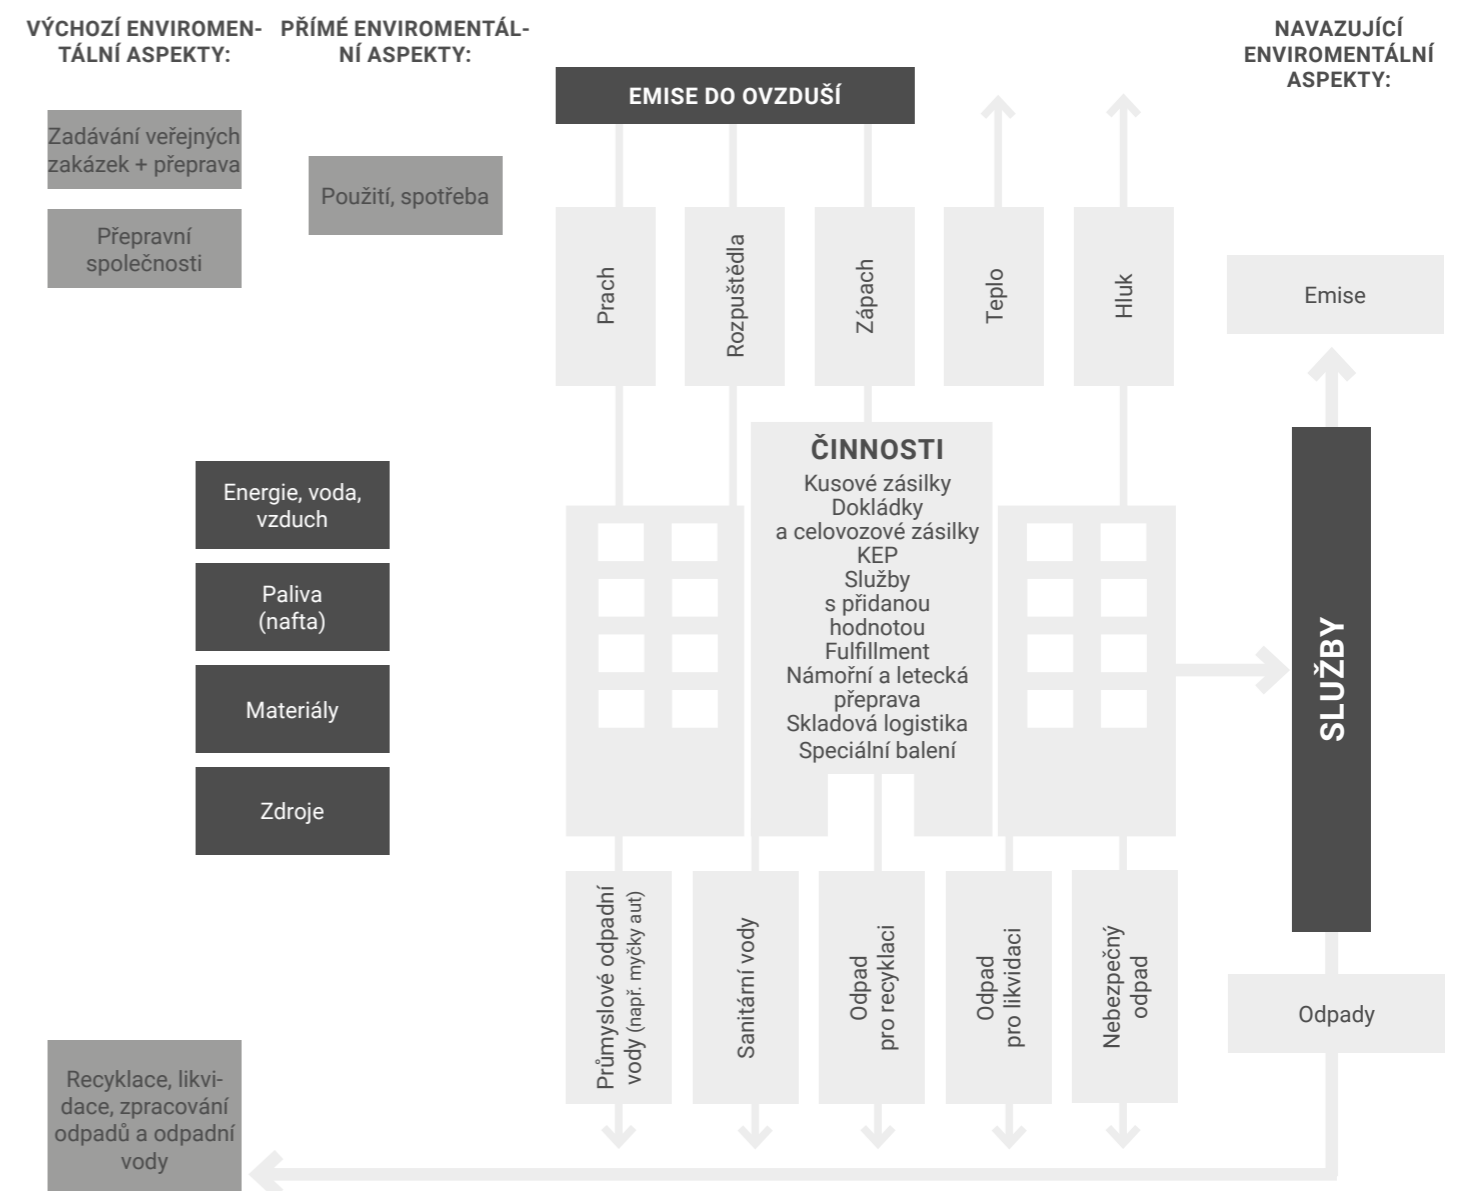 VÝCHOZÍ ENVIROMEN-
TÁLNÍ ASPEKTY:
PŘÍMÉ ENVIROMENTÁL-
NÍ ASPEKTY:
NAVAZUJÍCÍ
ENVIROMENTÁLNÍ
ASPEKTY:
EMISE DO OVZDUŠÍ
Zadávání veřejných
zakázek + přeprava
Použití, spotřeba
Přepravní
společnosti
Prach
Rozpuštědla
Zápach
Teplo
Hluk
Emise
ČINNOSTI
Kusové zásilky
Dokládky
a celovozové zásilky
KEP
Služby
s přidanou
hodnotou
Fulfillment
Námořní a letecká
přeprava
Skladová logistika
Speciální balení
Energie, voda,
vzduch
Paliva
(nafta)
Materiály
Zdroje
SLUŽBY
Průmyslové odpadní
vody (např. myčky aut)
Sanitární vody
Odpad
pro recyklaci
Odpad
pro likvidaci
Nebezpečný
odpad
Odpady
Recyklace, likvi-
dace, zpracování
odpadů a odpadní
vody